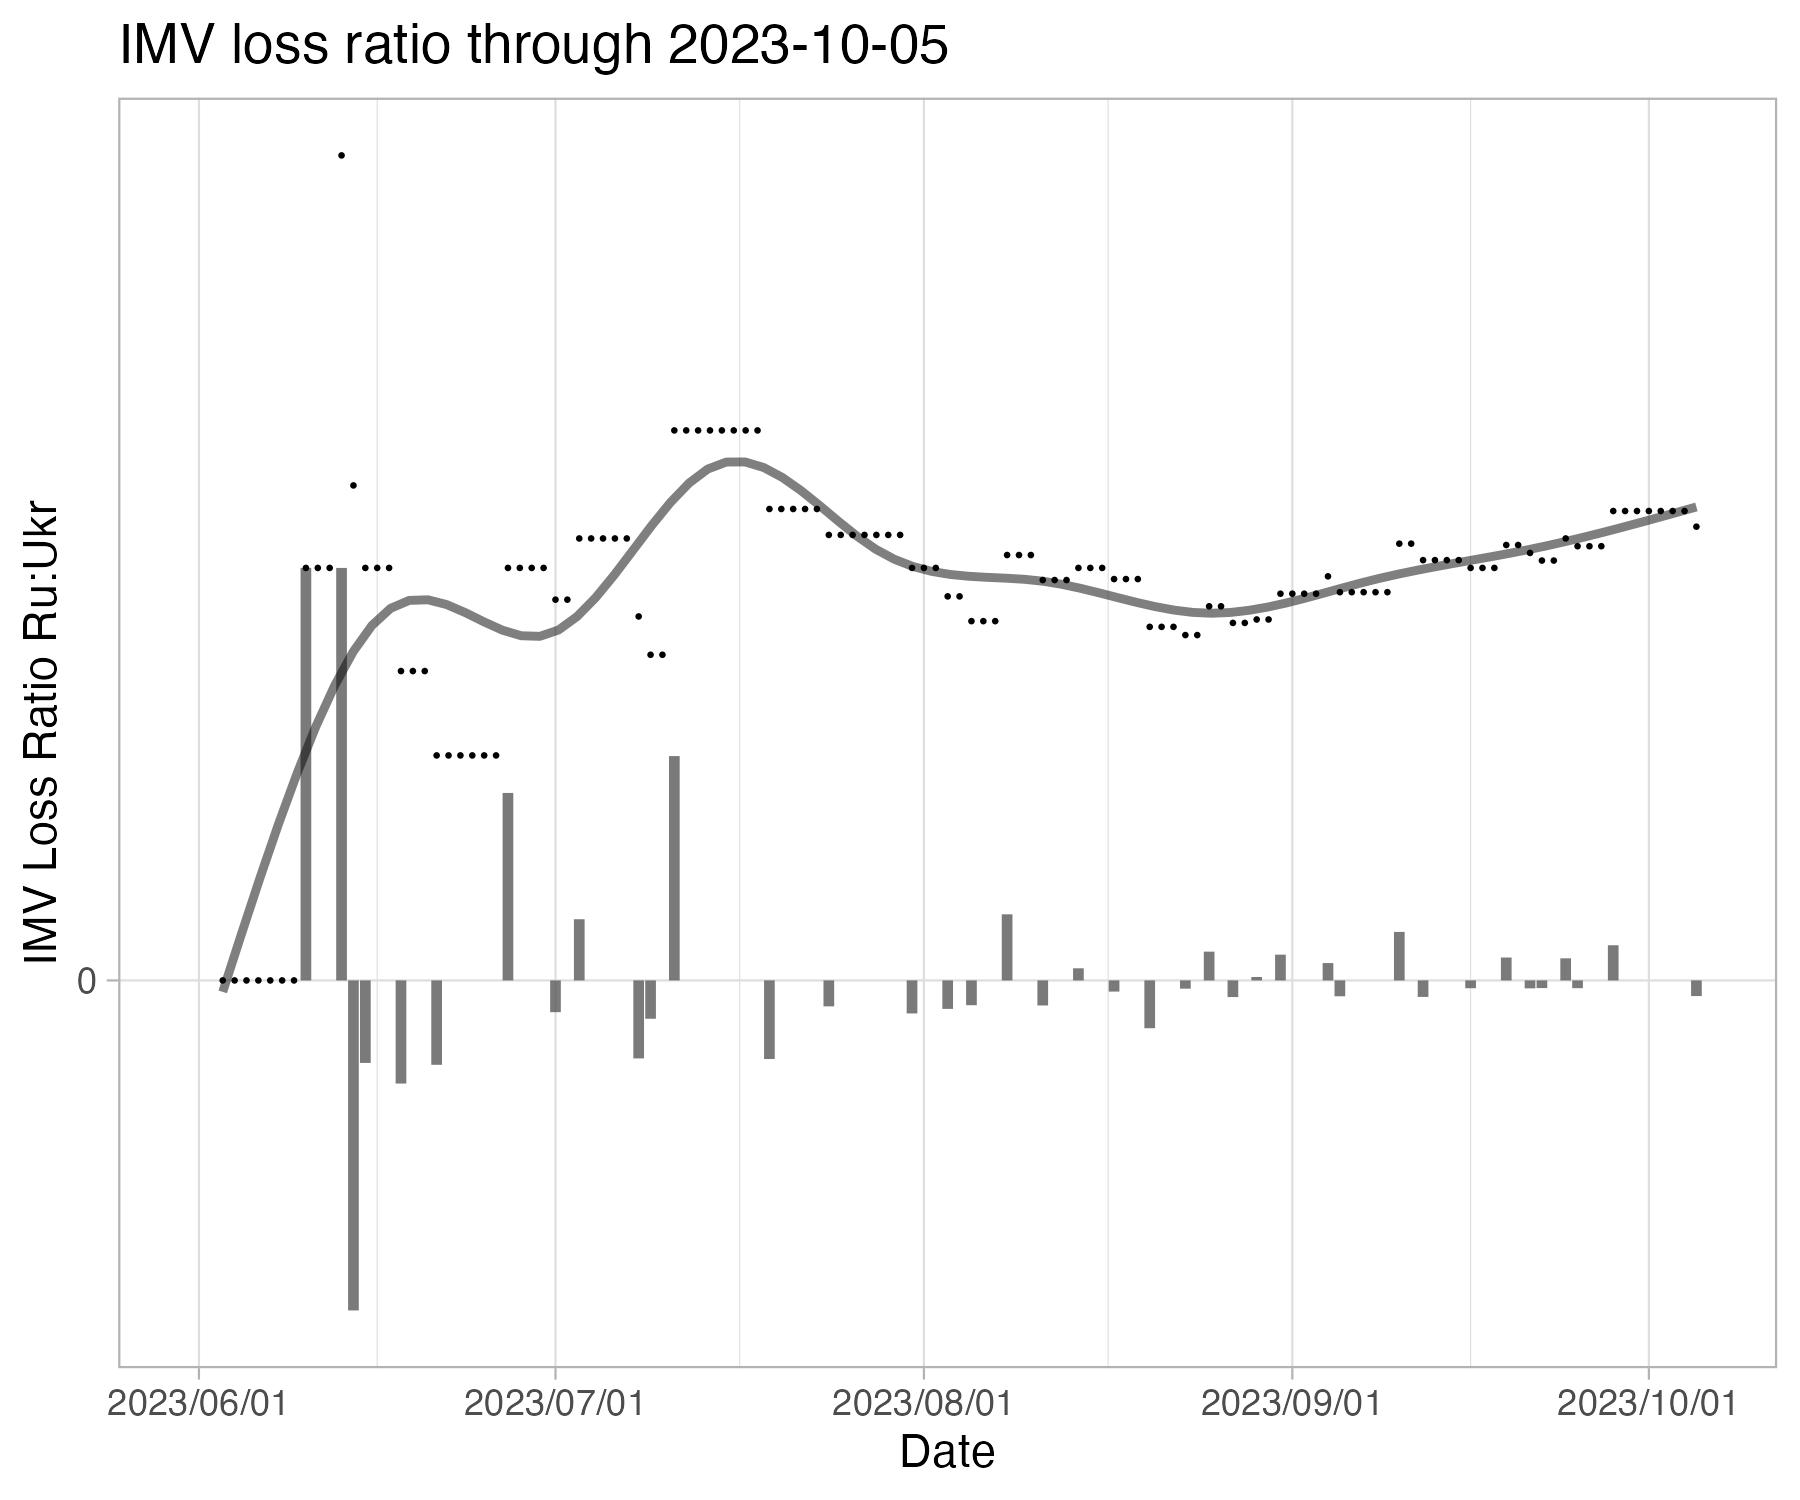 IMV loss ratio through 2023-10-05
IMV Loss Ratio Ru:Ukr
0
2023/06/01 2023/07/01 2023/08/01 2023/09/01 2023/10/01
Date